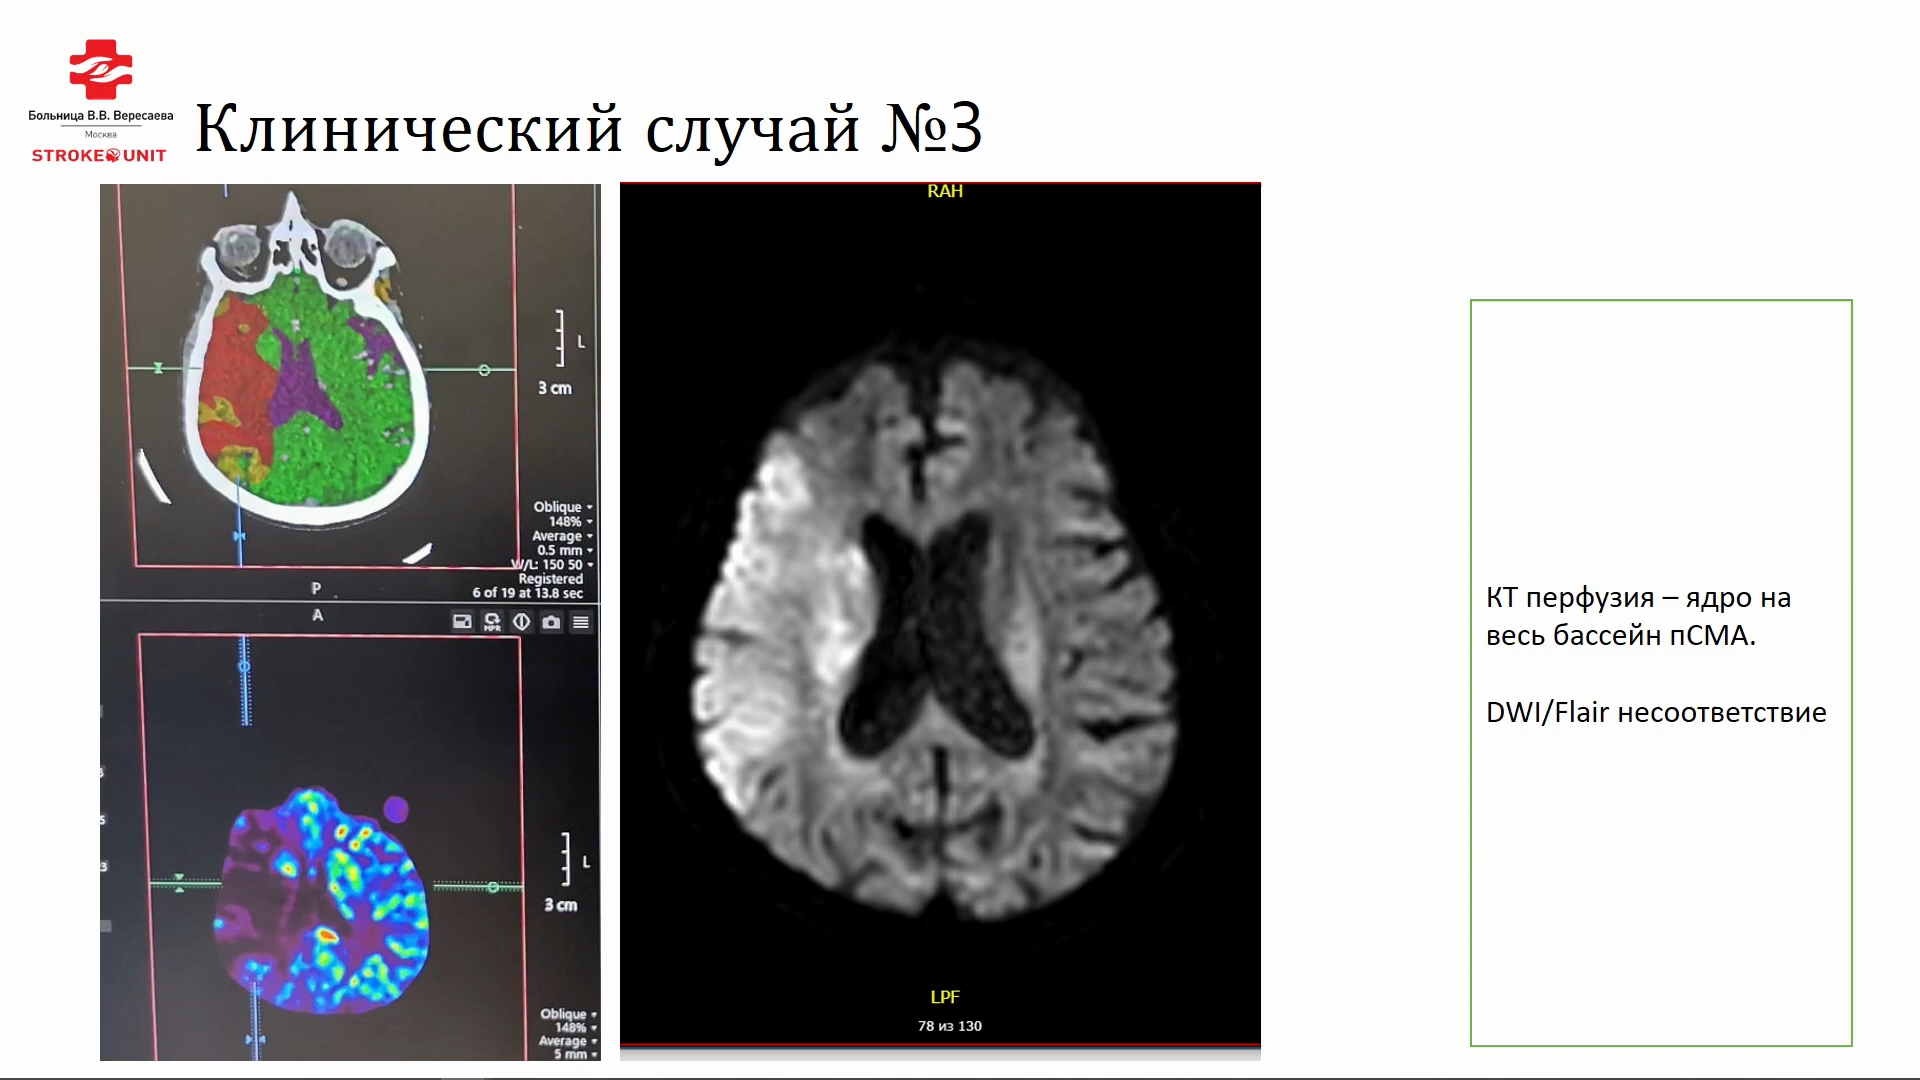 Больница В.В. Вересаева
Москва
STROKE UNIT
Клинический случай №3
L
3 cm
Oblique
148%
Average
0.5 mm
W/L: 150 50
Registered
6 of 19 at 13.8 sec
P
A
MPR
L
3 cm
Oblique
148%
Average
5 mm
RAH
LPF
78 из 130
КТ перфузия – ядро на
весь бассейн пСМА.
DWI/Flair несоответствие